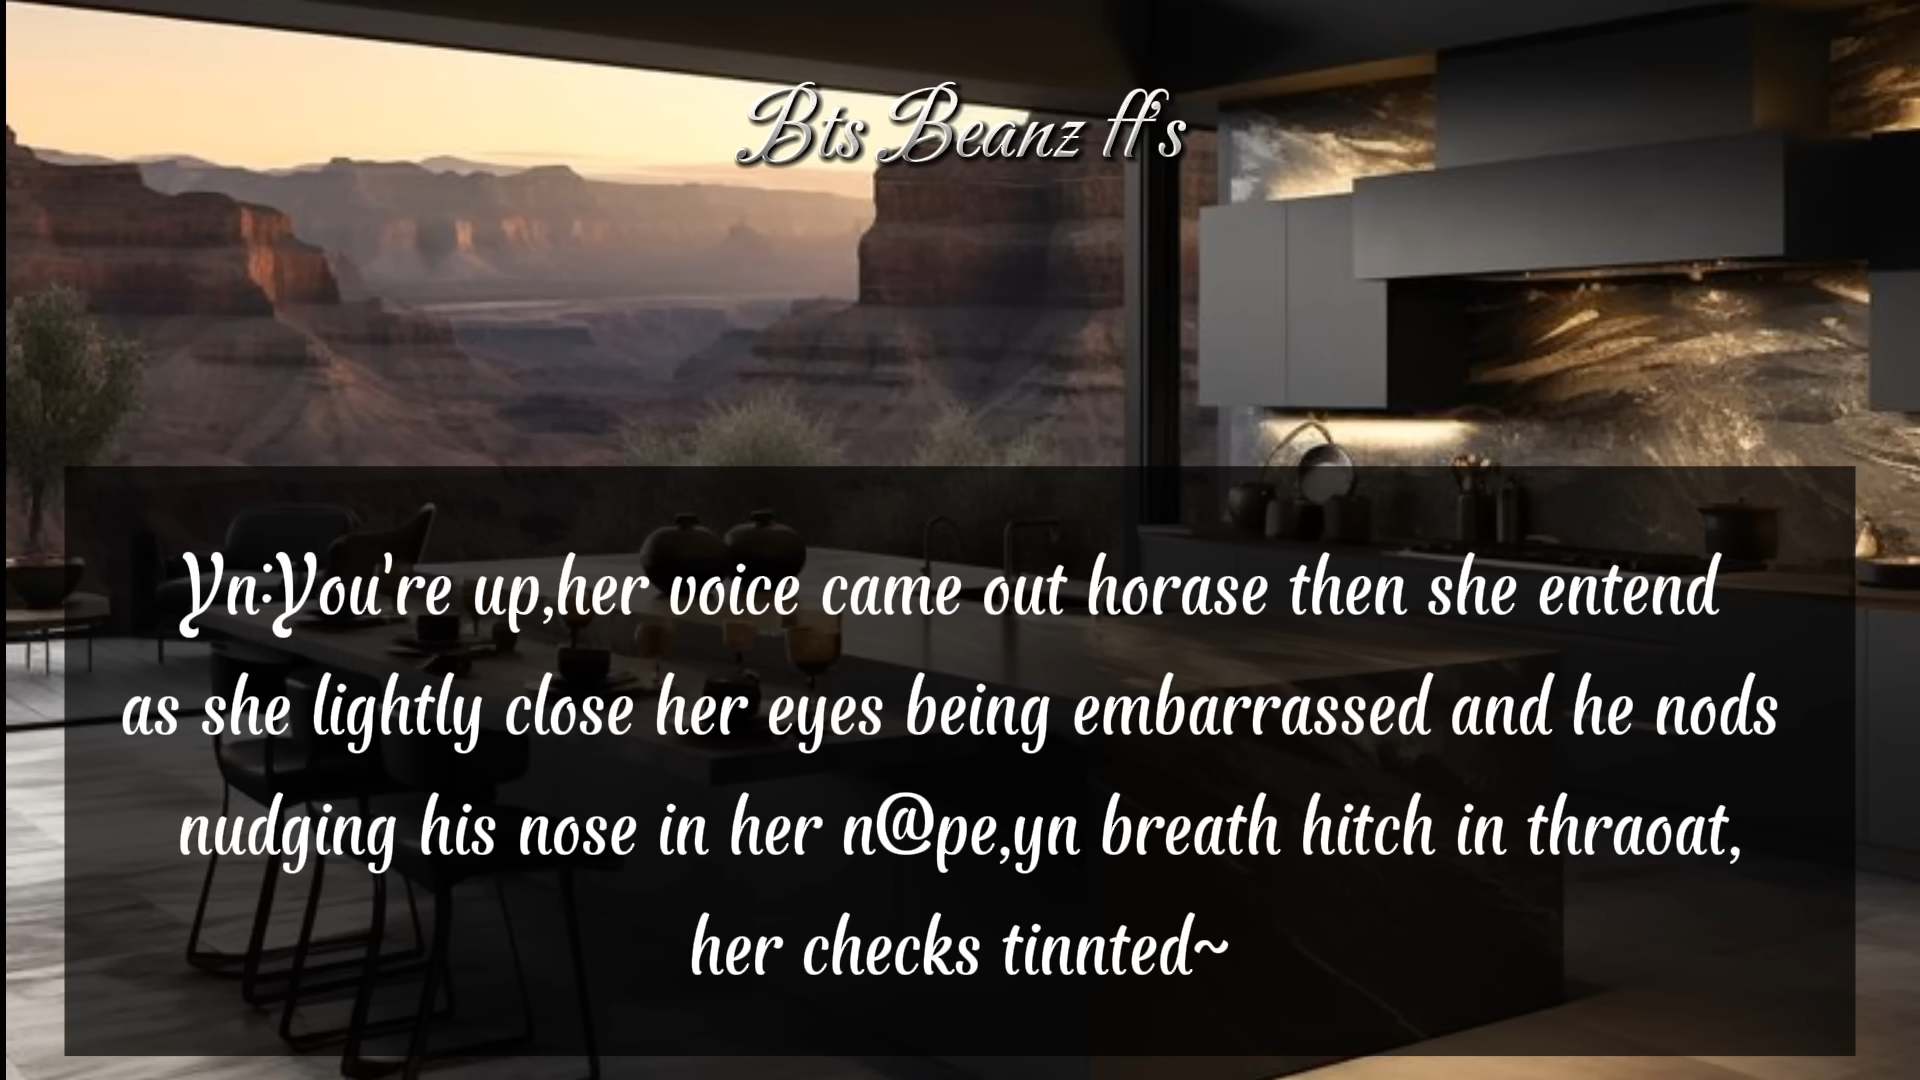 Bts Beanz ff's
Yn:You're up,her voice came out horase then she entend
as she lightly close her eyes being embarrassed and he nods
nudging his nose in her n@pe,yn breath hitch in thraoat,
her checks tinnted~